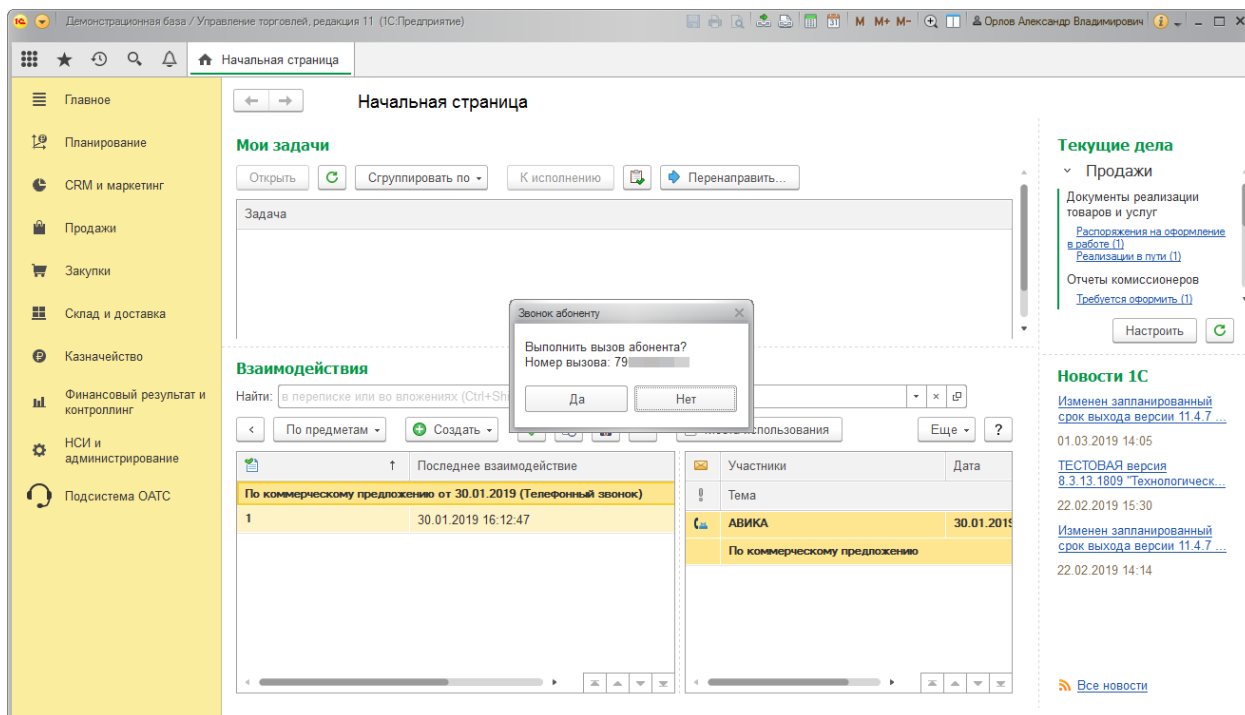 Демонстрационная база / Управление торговлей, редакция 11 (1С:Предприятие)
M M+ M-
Орлов Александр Владимирович
Начальная страница
Главное
Планирование
CRM и маркетинг
Продажи
Закупки
Склад и доставка
Казначейство
Финансовый результат и
контроллинг
НСИ и
администрирование
Подсистема ОАТС
Начальная страница
Мои задачи
Открыть
Сгруппировать по
К исполнению
Перенаправить...
Задача
Звонок абоненту
Выполнить вызов абонента?
Номер вызова: 79
Да
Нет
Взаимодействия
Найти: в переписке или во вложениях
По предметам
Создать
использования
Еще
?
Последнее взаимодействие
По коммерческому предложению от 30.01.2019 (Телефонный звонок)
1 30.01.2019 16:12:47
Участники
Дата
Тема
АВИКА
30.01.2019
По коммерческому предложению
Текущие дела
Продажи
Документы реализации
товаров и услуг
Распоряжения на оформление
в работе (1)
Реализации в пути (1)
Отчеты комиссионеров
Требуется оформить (1)
Настроить
Новости 1С
Изменен запланированный
срок выхода версии 11.4.7 ...
01.03.2019 14:05
ТЕСТОВАЯ версия
8.3.13.1809 "Технологическ...
22.02.2019 15:30
Изменен запланированный
срок выхода версии 11.4.7 ...
22.02.2019 14:14
Все новости